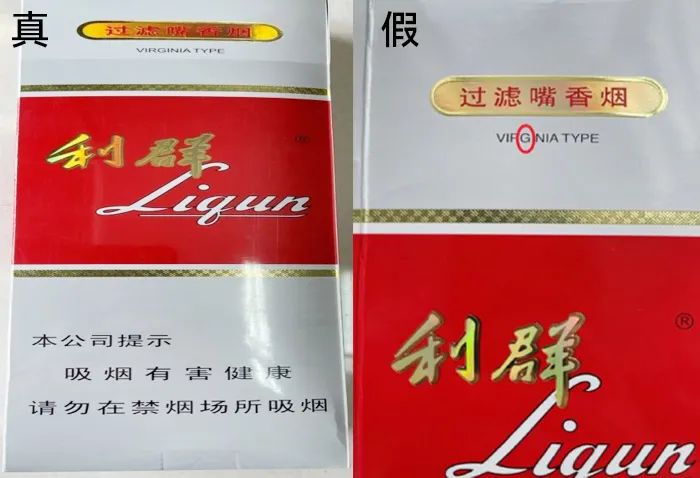 真
过滤嘴香烟
VIRGINIA TYPE
利群
Liqun
本公司提示
吸烟有害健康
请勿在禁烟场所吸烟
假
过滤嘴香烟
VIRGINIA TYPE
利群 ®
Liqun